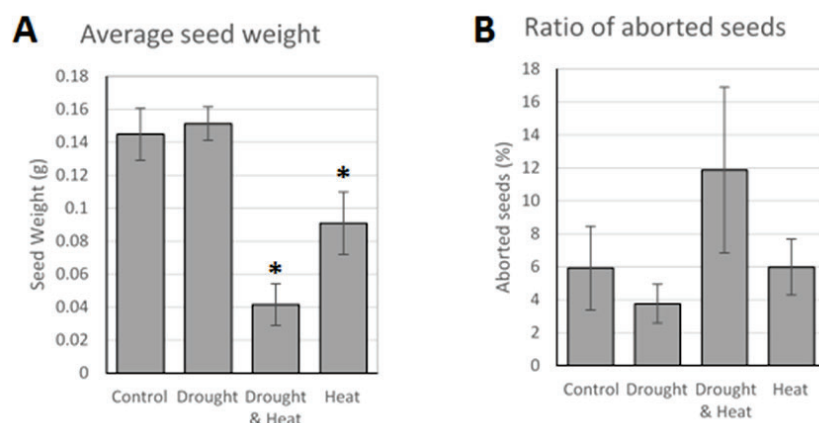 A Average seed weight
Seed Weight (g)
0.18
0.16
0.14
0.12
0.1
0.08
0.06
0.04
0.02
0
*
*
Control Drought Drought Heat
& Heat
B Ratio of aborted seeds
Aborted seeds (%)
18
16
14
12
10
8
6
4
2
0
Control Drought Drought Heat
& Heat